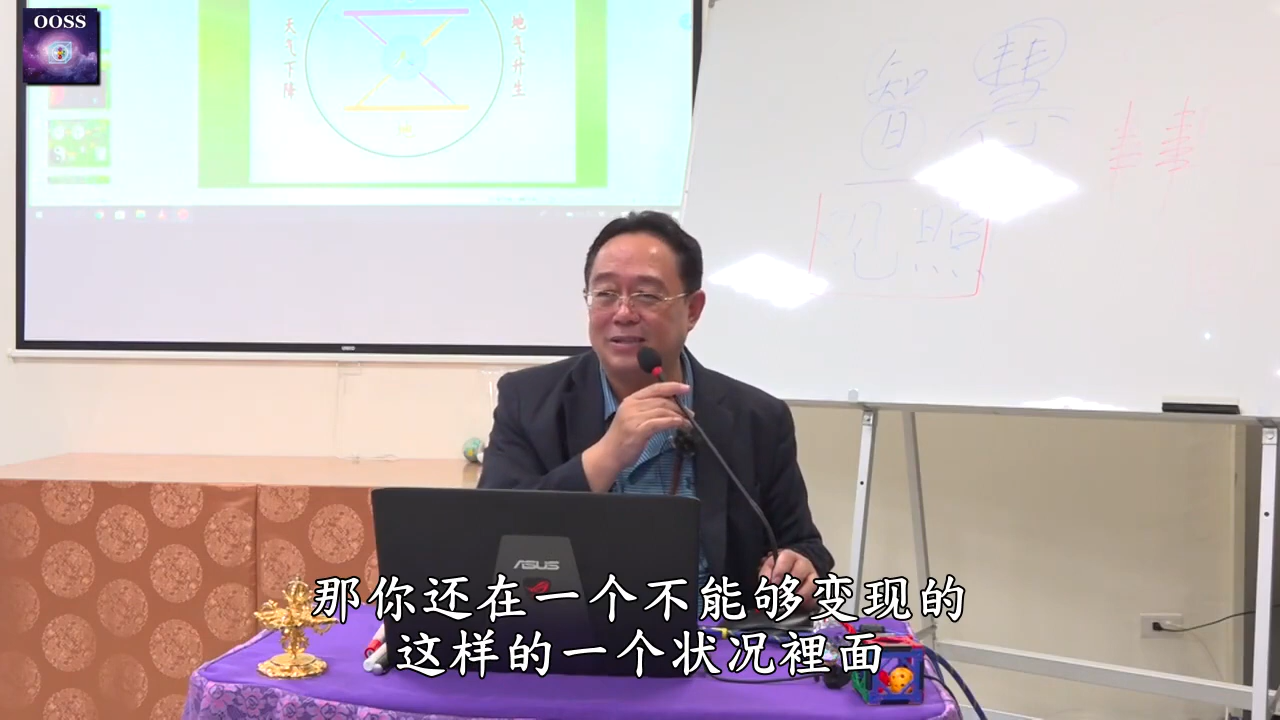 OOSS
天气下降
地气升生
地
智慧
日
观照
ASUS
那你还在一个不能够变现的
这样的一个状况裡面